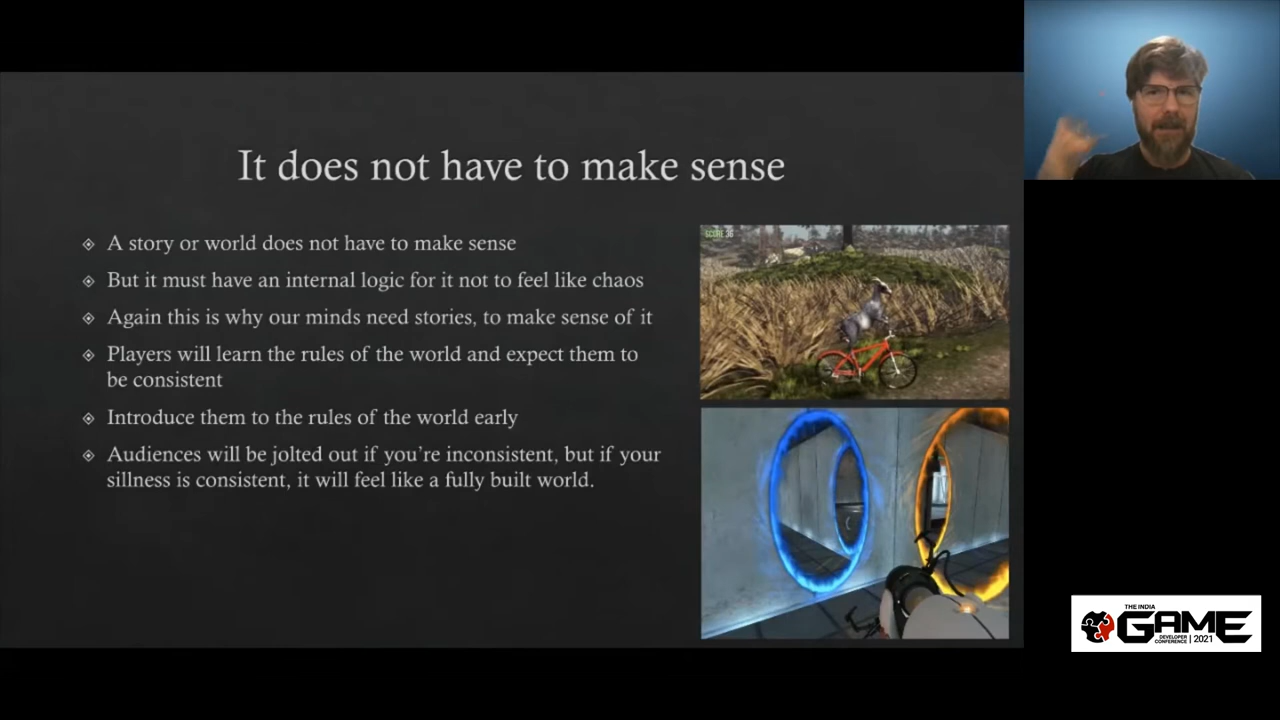 It does not have to make sense
A story or world does not have to make sense
But it must have an internal logic for it not to feel like chaos
Again this is why our minds need stories, to make sense of it
Players will learn the rules of the world and expect them to
be consistent
Introduce them to the rules of the world early
Audiences will be jolted out if you're inconsistent, but if your
sillness is consistent, it will feel like a fully built world.
SCORE 36
THE INDIA
GAME
DEVELOPER
CONFERENCE | 2021